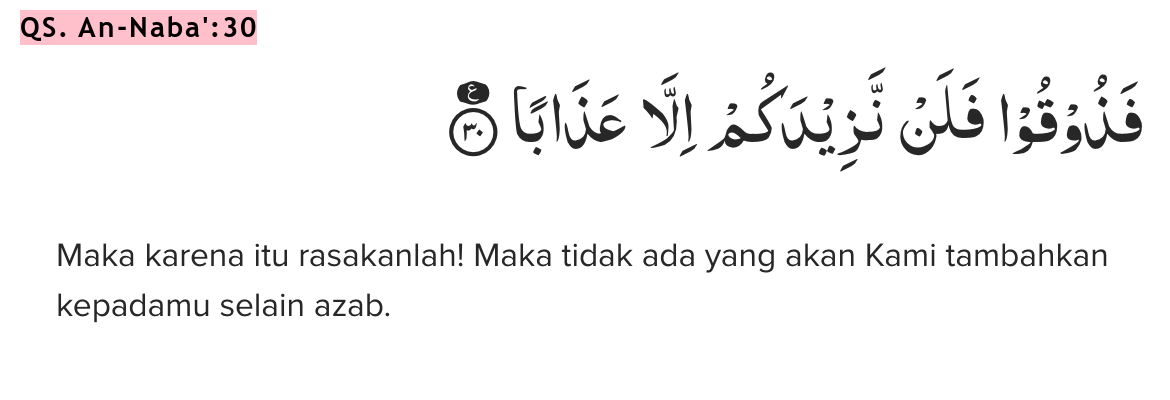 QS. An-Naba':30
فَذُوْقُوْا فَلَنْ نَّزِيْدَكُمْ اِلَّا عَذَابًا ࣖ ٣٠
Maka karena itu rasakanlah! Maka tidak ada yang akan Kami tambahkan
kepadamu selain azab.